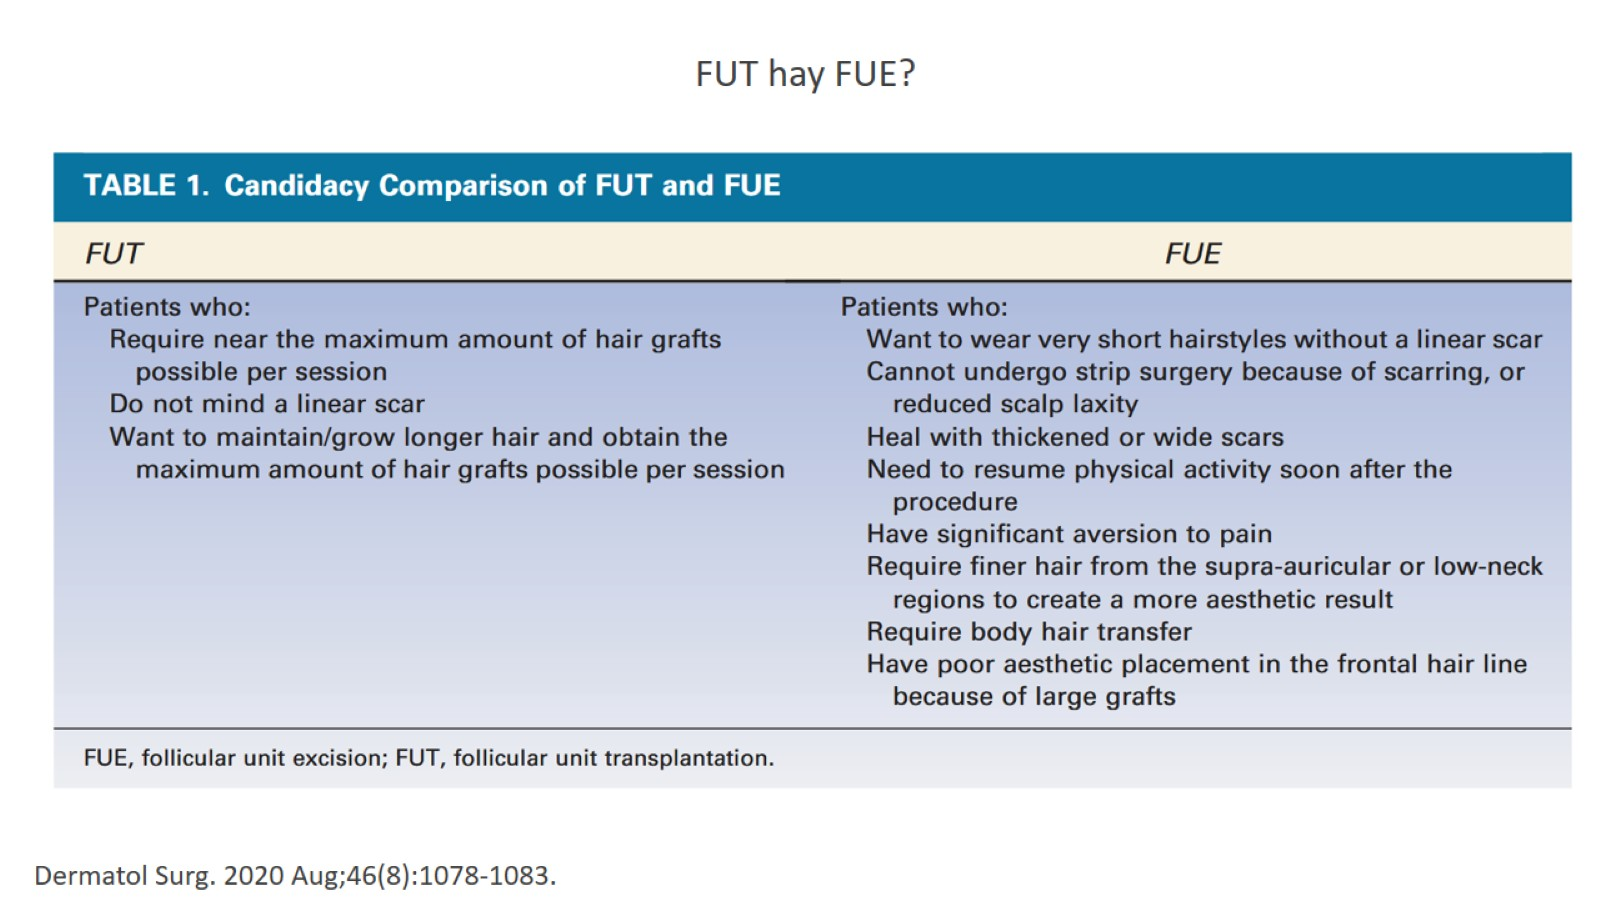 FUT hay FUE?
TABLE 1. Candidacy Comparison of FUT and FUE
FUT
FUE
Patients who:
Require near the maximum amount of hair grafts
possible per session
Do not mind a linear scar
Want to maintain/grow longer hair and obtain the
maximum amount of hair grafts possible per session
Patients who:
Want to wear very short hairstyles without a linear scar
Cannot undergo strip surgery because of scarring, or
reduced scalp laxity
Heal with thickened or wide scars
Need to resume physical activity soon after the
procedure
Have significant aversion to pain
Require finer hair from the supra-auricular or low-neck
regions to create a more aesthetic result
Require body hair transfer
Have poor aesthetic placement in the frontal hair line
because of large grafts
FUE, follicular unit excision; FUT, follicular unit transplantation.
Dermatol Surg. 2020 Aug;46(8):1078-1083.